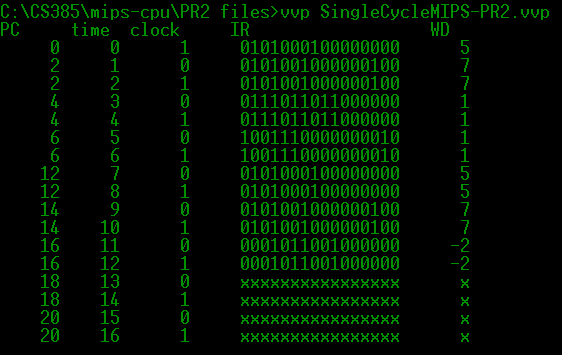 C:\CS385\mips-cpu\PR2 files>vvp SingleCycleMIPS-PR2.vvp
PC time clock IR WD
0 0 1 0101000100000000 5
2 1 0 0101001000000100 7
2 2 1 0101001000000100 7
4 3 0 0111011011000000 1
4 4 1 0111011011000000 1
6 5 0 1001110000000010 1
6 6 1 1001110000000010 1
12 7 0 0101000100000000 5
12 8 1 0101000100000000 5
14 9 0 0101001000000100 7
14 10 1 0101001000000100 7
16 11 0 0001011001000000 -2
16 12 1 0001011001000000 -2
18 13 0 xxxxxxxxxxxxxxxx x
18 14 1 xxxxxxxxxxxxxxxx x
20 15 0 xxxxxxxxxxxxxxxx x
20 16 1 xxxxxxxxxxxxxxxx x